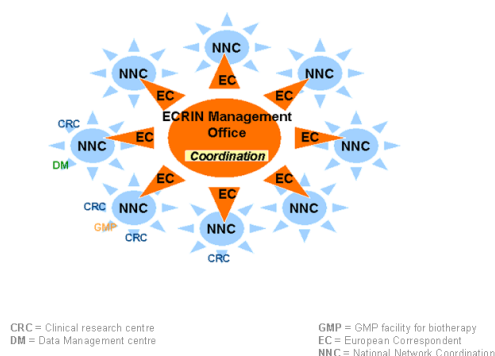 NNC
NNC
NNC
EC
EC
EC
ECRIN Management
Office
Coordination
CRC
NNC
EC
EC
NNC
DM
EC
EC
EC
CRC
NNC
NNC
GMP
CRC
NNC
CRC
CRC = Clinical research centre
DM = Data Management centre
GMP = GMP facility for biotherapy
EC = European Correspondent
NNC = National Network Coordination